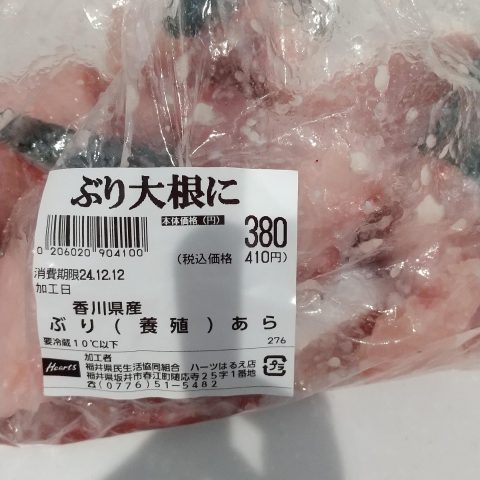 ぶり大根に
本体価格(円) 380
0 206020 904100
(税込価格 410円)
消費期限24.12.12
加工日
香川県産
ぶり(養殖)あら
要冷蔵10℃以下
276
Hearts
加工者
福井県民生活協同組合 ハーツはるえ店
福井県坂井市春江町随応寺25字1番地
☎(0776)51-5482
プラ